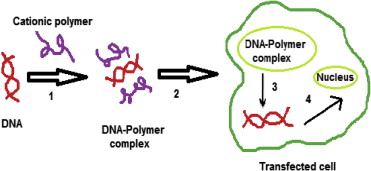 Cationic polymer
1
DNA
DNA-Polymer
complex
2
DNA-Polymer
complex
3
Nucleus
4
Transfected cell